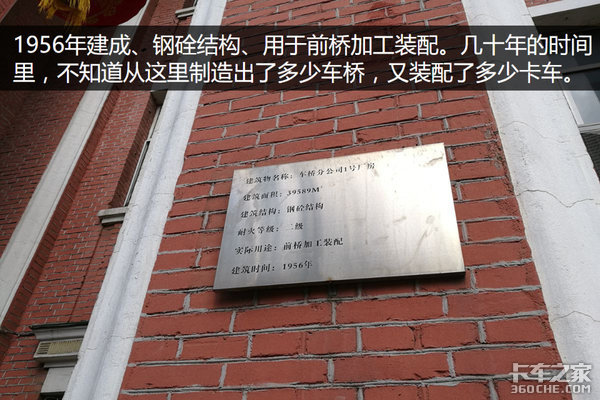 1956年建成、钢砼结构、用于前桥加工装配。几十年的时间
里，不知道从这里制造出了多少车桥，又装配了多少卡车。
建筑物名称：车桥分公司1号厂房
建筑面积：39589M²
建筑结构：钢砼结构
耐火等级：二级
实际用途：前桥加工装配
建筑时间：1956年
卡车之家
360che.com